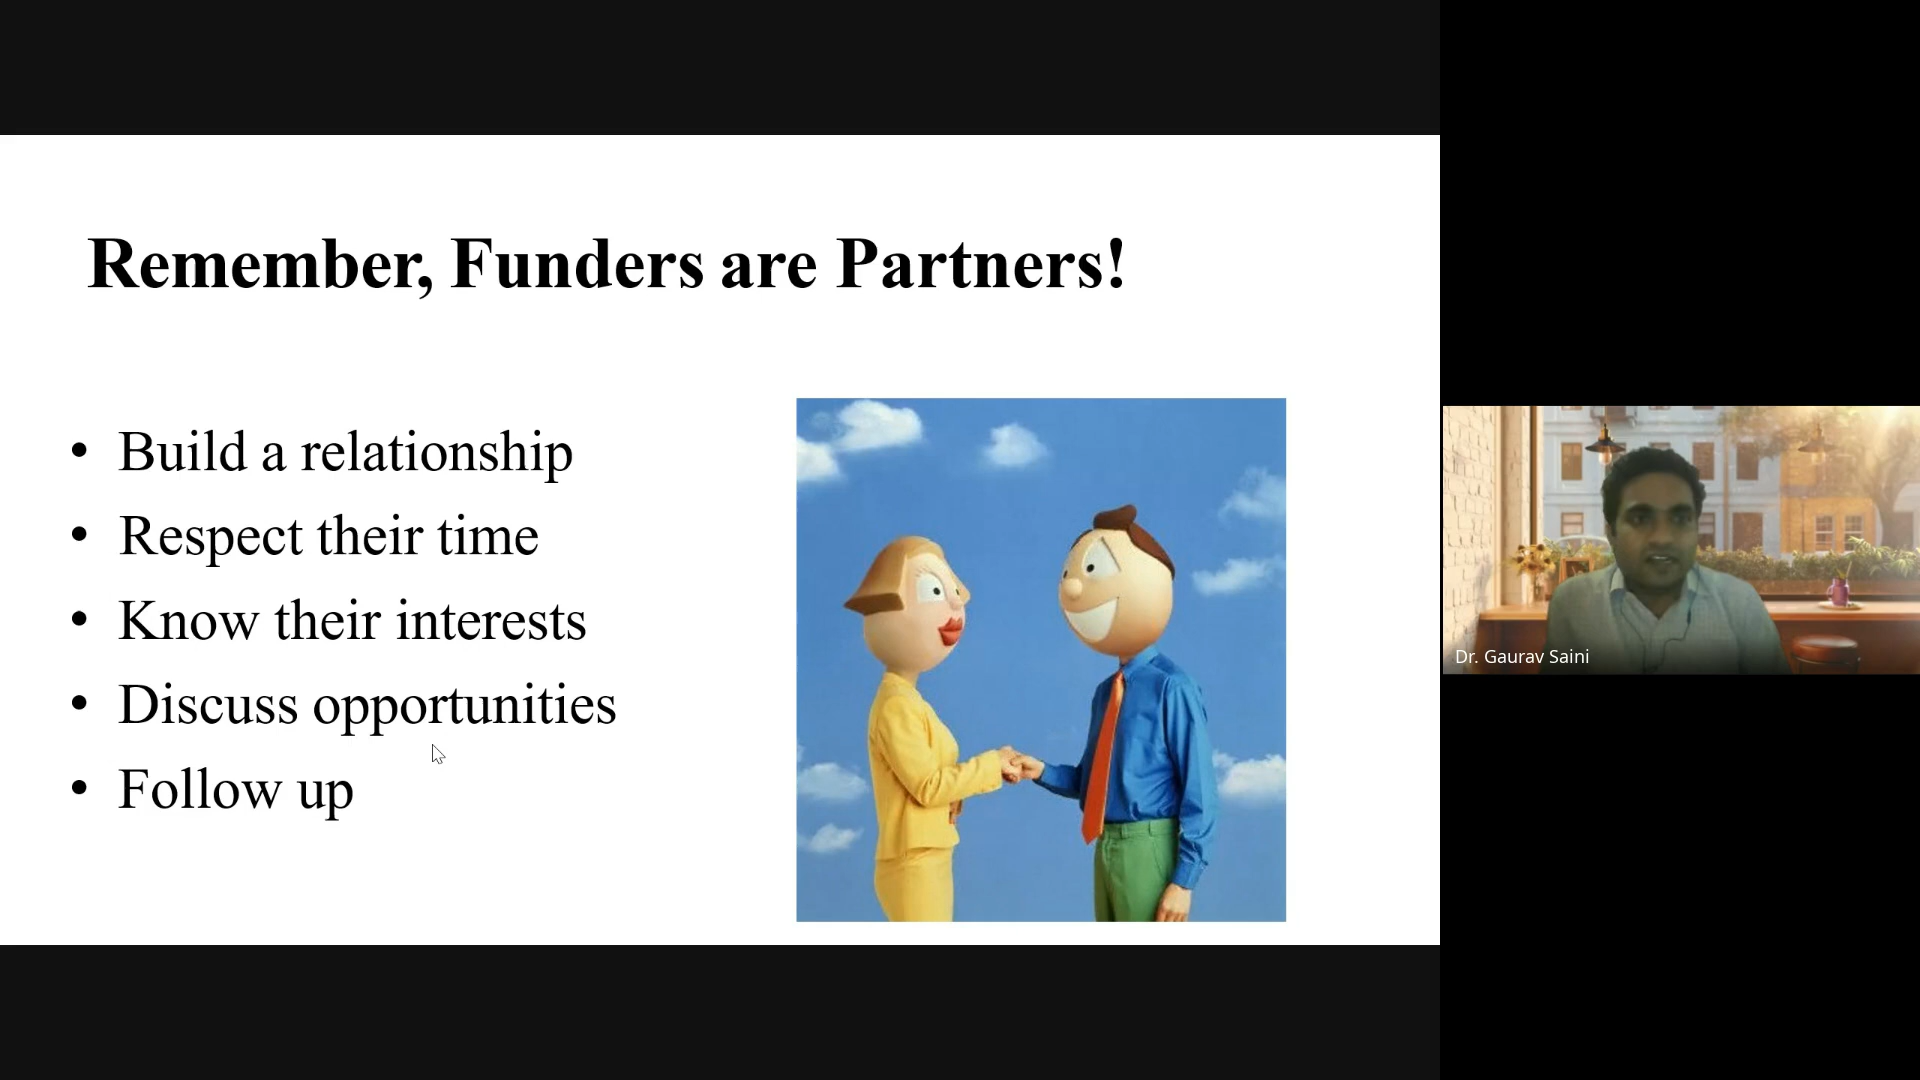 Remember, Funders are Partners!
• Build a relationship
• Respect their time
• Know their interests
• Discuss opportunities
• Follow up
Dr. Gaurav Saini